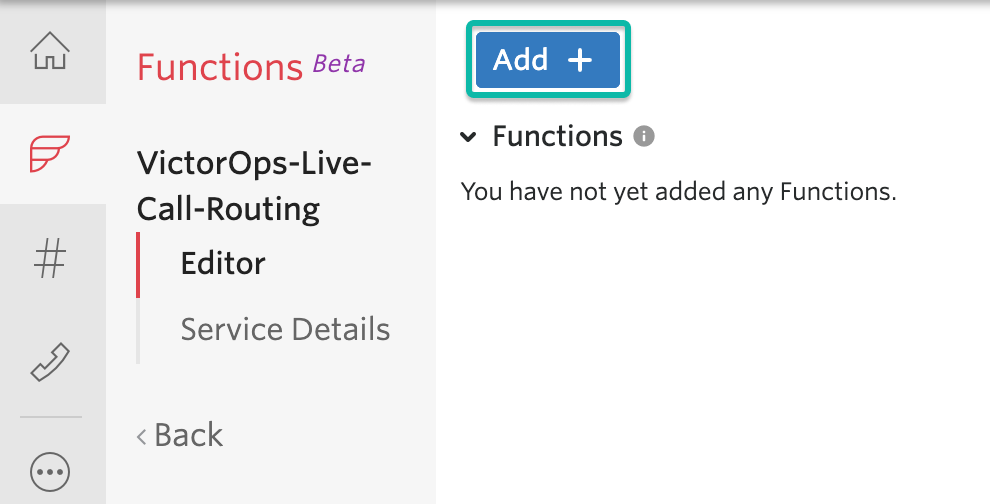 Functions Beta
VictorOps-Live-
Call-Routing
Editor
Service Details
Back
Add +
Functions
You have not yet added any Functions.